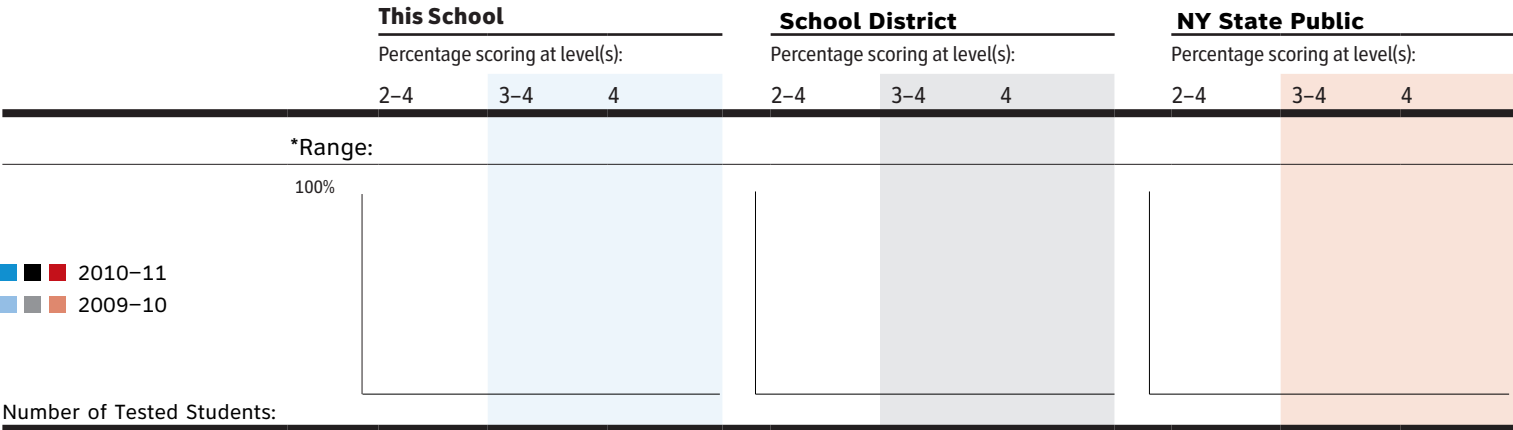 This School School District NY State Public
Percentage scoring at level(s): Percentage scoring at level(s): Percentage scoring at level(s):
2–4 3–4 4 2–4 3–4 4 2–4 3–4 4
*Range:
100%
2010–11
2009–10
Number of Tested Students: